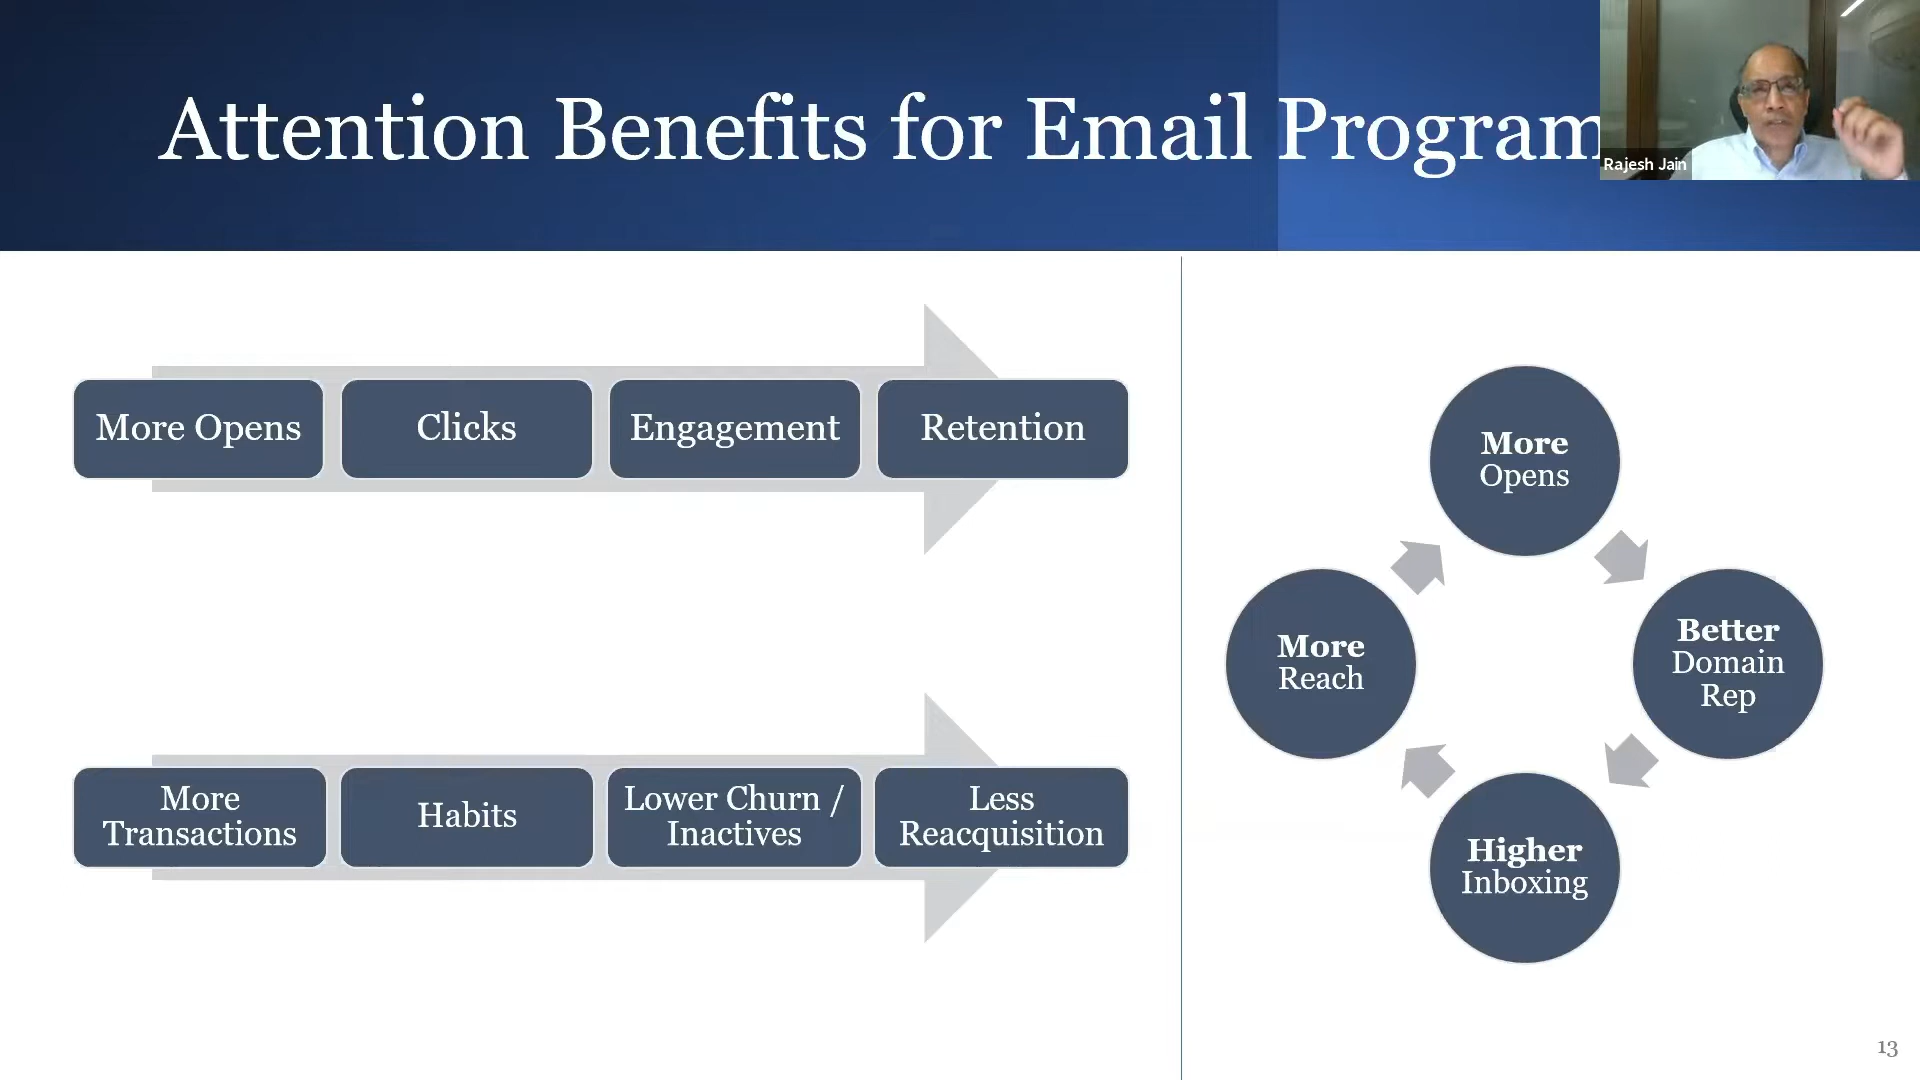 Attention Benefits for Email Program
Rajesh Jain
More Opens
Clicks
Engagement
Retention
More
Transactions
Habits
Lower Churn /
Inactives
Less
Reacquisition
More
Opens
Better
Domain
Rep
Higher
Inboxing
More
Reach
13